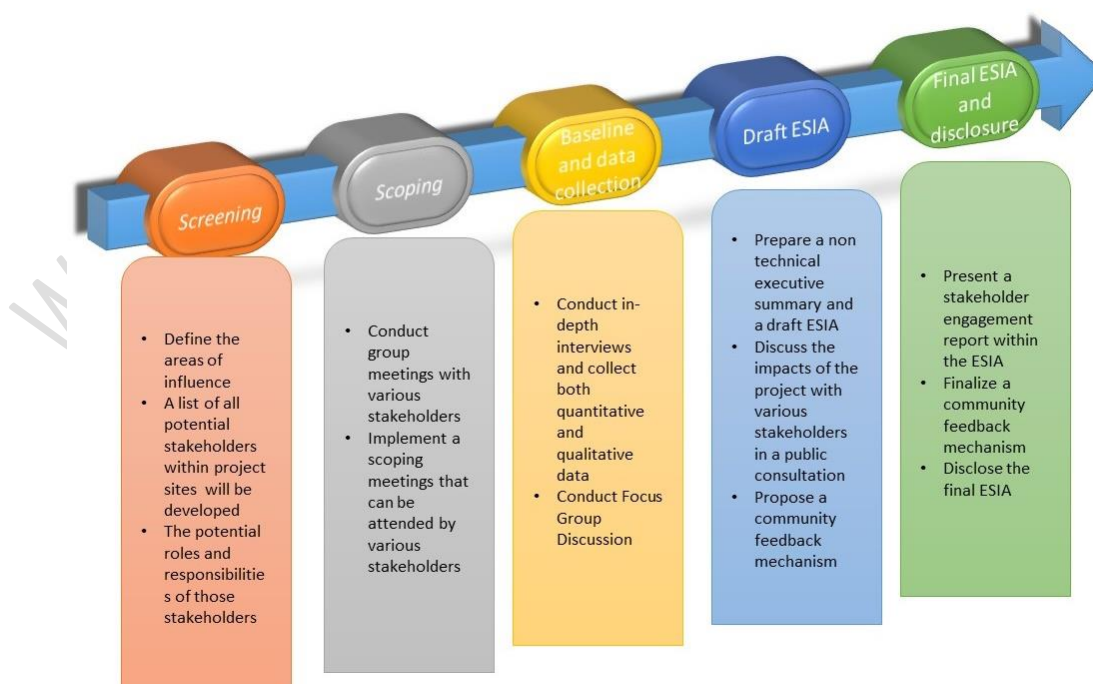 Screening
• Define the
areas of
influence
• A list of all
potential
stakeholders
within project
sites will be
developed
• The potential
roles and
responsibilitie
s of those
stakeholders
Scoping
• Conduct
group
meetings with
various
stakeholders
• Implement a
scoping
meetings that
can be
attended by
various
stakeholders
Baseline
and data
collection
• Conduct in-
depth
interviews
and collect
both
quantitative
and
qualitative
data
• Conduct Focus
Group
Discussion
Draft ESIA
• Prepare a non
technical
executive
summary and
a draft ESIA
• Discuss the
impacts of the
project with
various
stakeholders
in a public
consultation
• Propose a
community
feedback
mechanism
Final ESIA
and
disclosure
• Present a
stakeholder
engagement
report within
the ESIA
• Finalize a
community
feedback
mechanism
• Disclose the
final ESIA